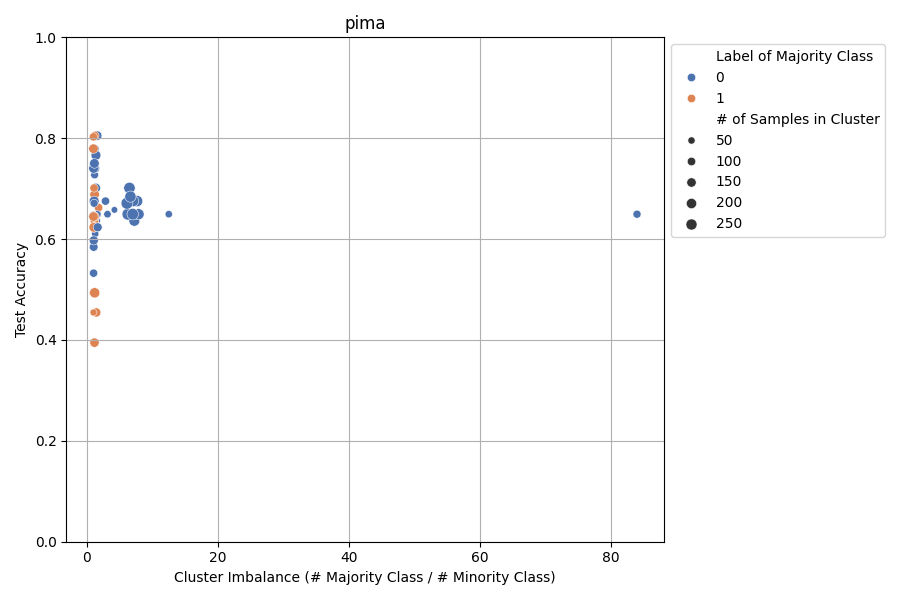 pima
1.0
0.8
0.6
0.4
0.2
0.0
Test Accuracy
0 20 40 60 80
Cluster Imbalance (# Majority Class / # Minority Class)
Label of Majority Class
0
1
# of Samples in Cluster
50
100
150
200
250